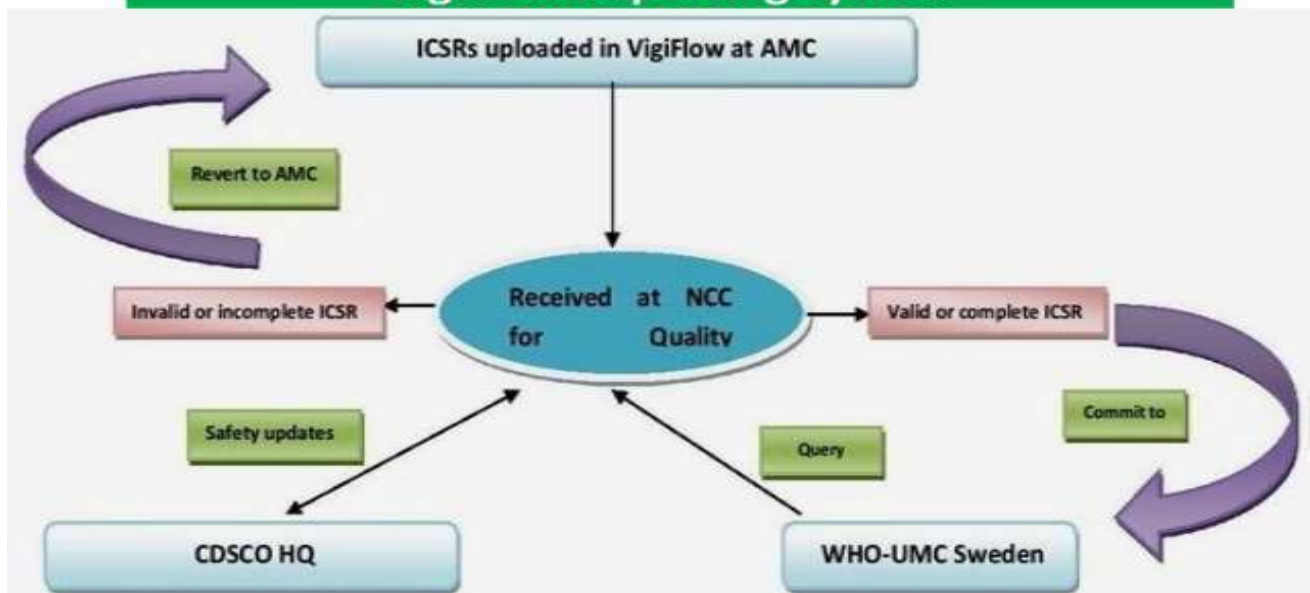 ICSRs uploaded in VigiFlow at AMC
Revert to AMC
Received at NCC
for Quality
Invalid or incomplete ICSR
Valid or complete ICSR
Commit to
Safety updates
Query
CDSCO HQ
WHO-UMC Sweden